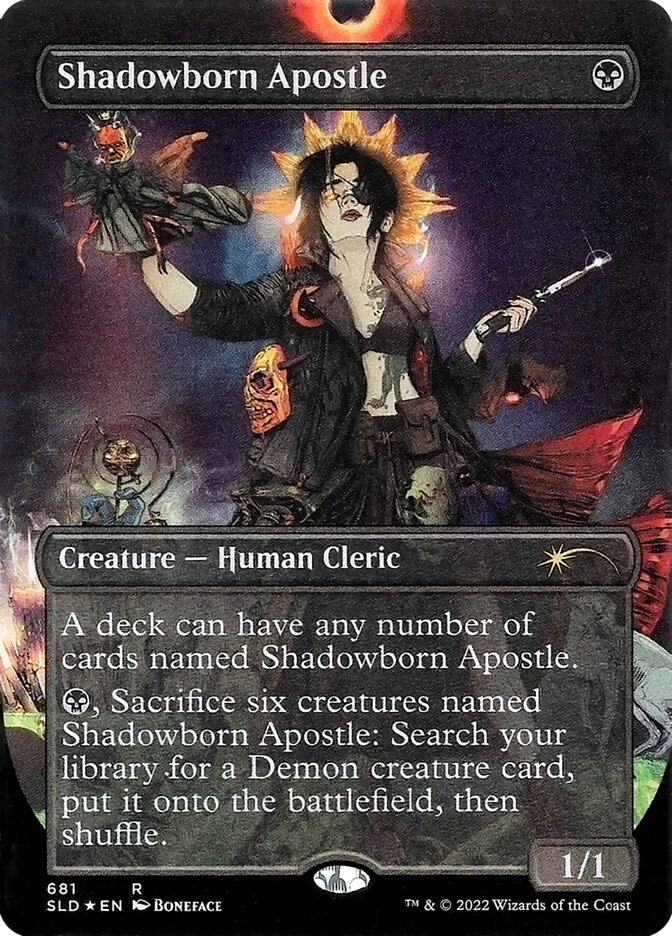 Shadowborn Apostle
Creature — Human Cleric
A deck can have any number of
cards named Shadowborn Apostle.
, Sacrifice six creatures named
Shadowborn Apostle: Search your
library for a Demon creature card,
put it onto the battlefield, then
shuffle.
1/1
681 R
SLD ★ EN Boneface
™ & © 2022 Wizards of the Coast